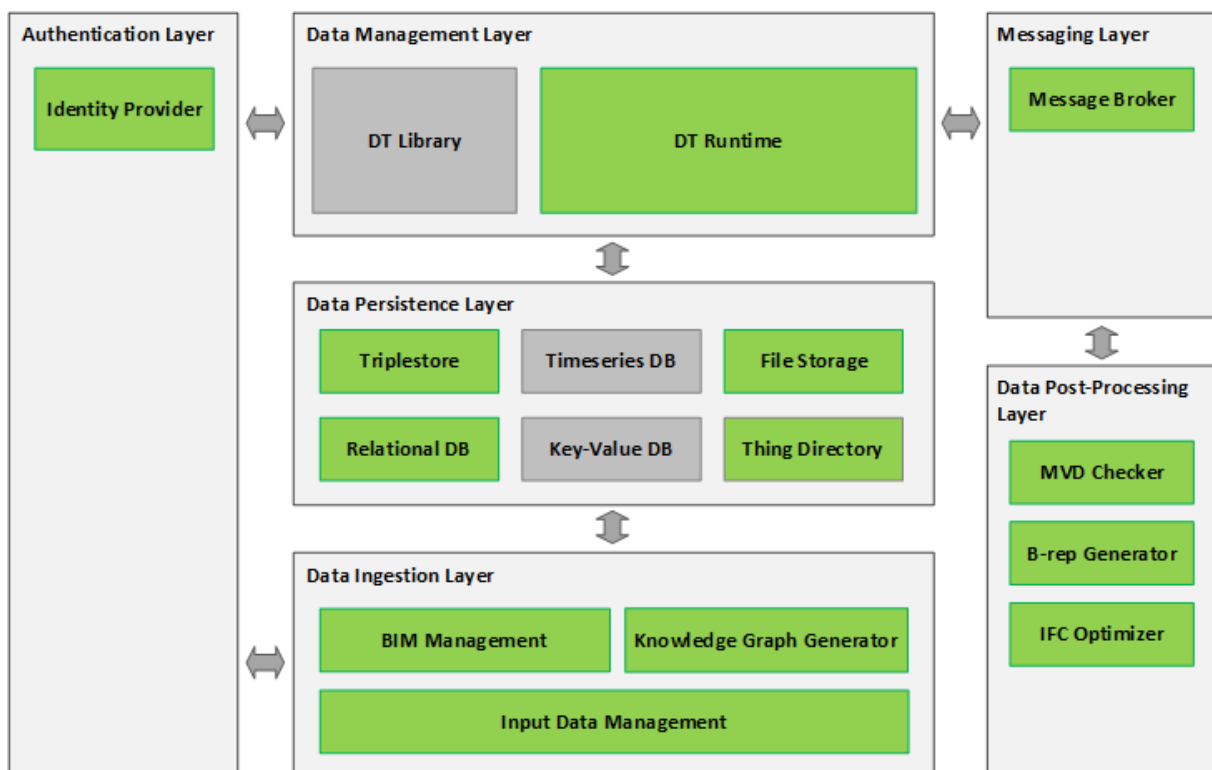 Authentication Layer
Identity Provider
Data Management Layer
DT Library
DT Runtime
Messaging Layer
Message Broker
Data Persistence Layer
Triplestore
Timeseries DB
File Storage
Relational DB
Key-Value DB
Thing Directory
Data Post-Processing
Layer
MVD Checker
B-rep Generator
IFC Optimizer
Data Ingestion Layer
BIM Management
Knowledge Graph Generator
Input Data Management